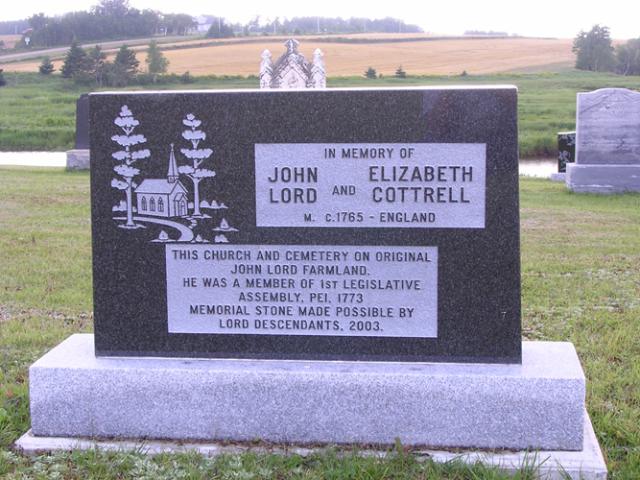 IN MEMORY OF
JOHN LORD AND ELIZABETH COTTRELL
M. c.1765 - ENGLAND
THIS CHURCH AND CEMETERY ON ORIGINAL
JOHN LORD FARMLAND.
HE WAS A MEMBER OF 1ST LEGISLATIVE
ASSEMBLY, PEI, 1773
MEMORIAL STONE MADE POSSIBLE BY
LORD DESCENDANTS, 2003.